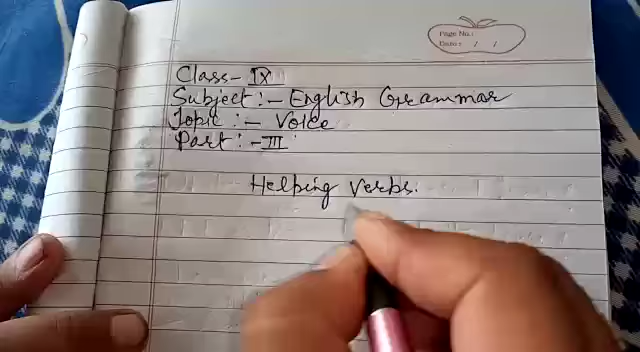 Page No.:
Date: / /
Class- IX
Subject :- English Grammar
Topic :- Voice
Part :- III
Helping Verbs.